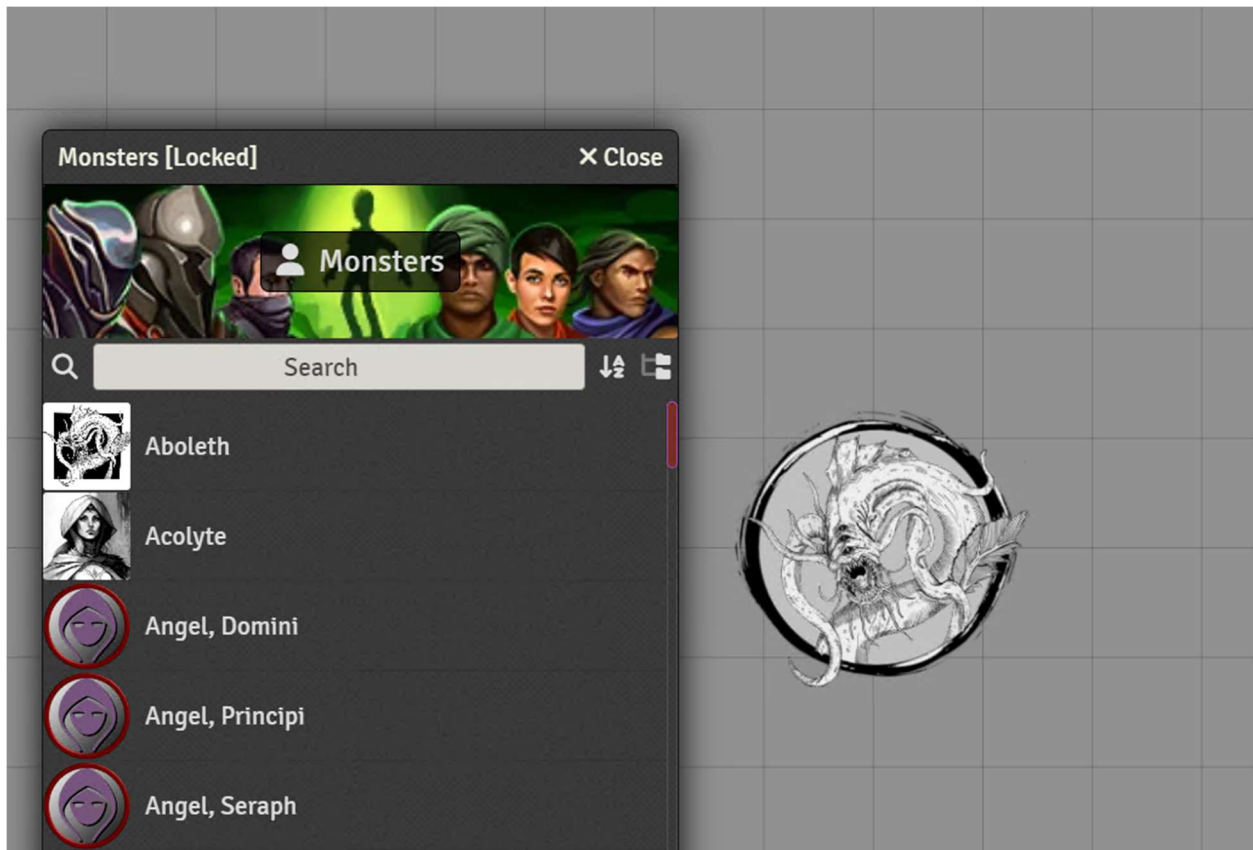 Monsters [Locked]
Close
Monsters
Search
Aboleth
Acolyte
Angel, Domini
Angel, Principi
Angel, Seraph